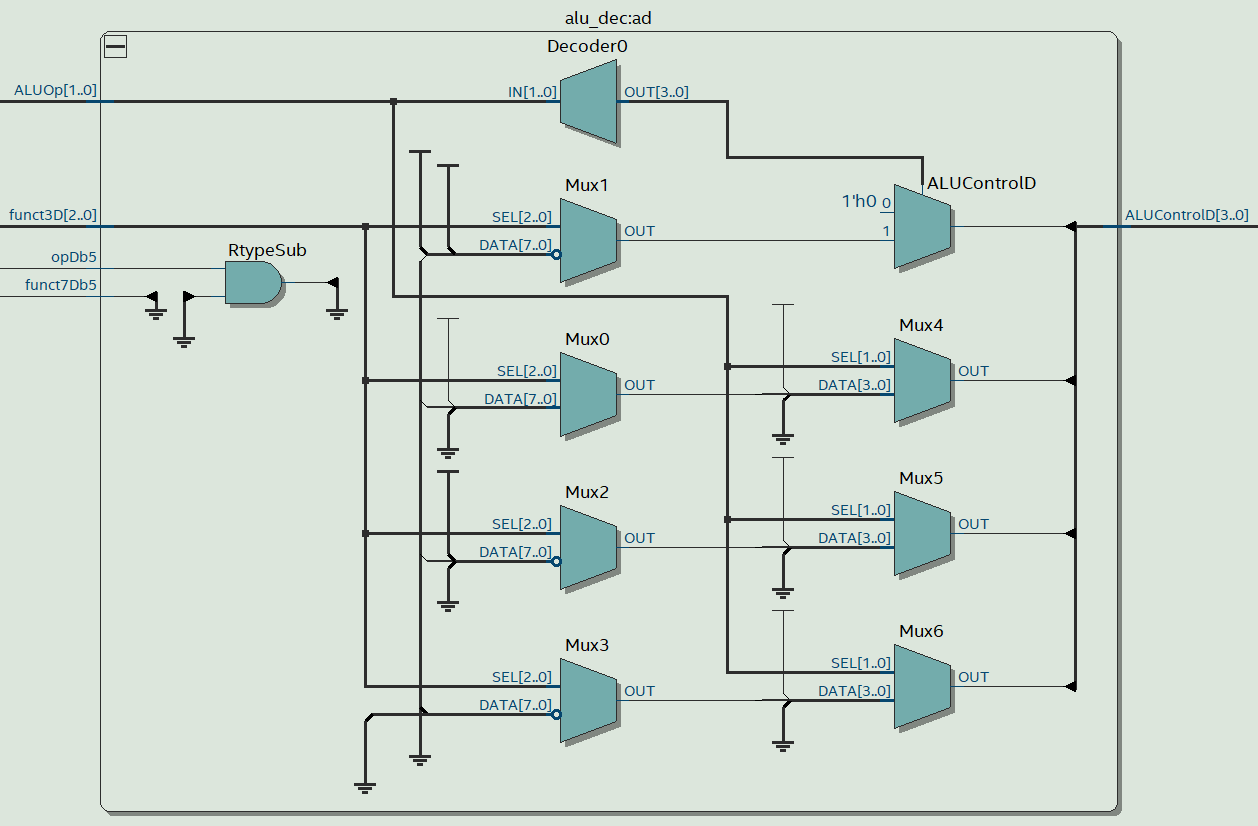 alu_dec:ad
Decoder0
ALUOp[1..0]
IN[1..0]
OUT[3..0]
Mux1
ALUControlD
1'h0
0
funct3D[2..0]
SEL[2..0]
OUT
1
ALUControlD[3..0]
DATA[7..0]
opDb5
RtypeSub
funct7Db5
Mux0
Mux4
SEL[2..0]
OUT
DATA[7..0]
SEL[1..0]
OUT
DATA[3..0]
Mux2
Mux5
SEL[2..0]
OUT
DATA[7..0]
SEL[1..0]
OUT
DATA[3..0]
Mux3
Mux6
SEL[2..0]
OUT
DATA[7..0]
SEL[1..0]
OUT
DATA[3..0]